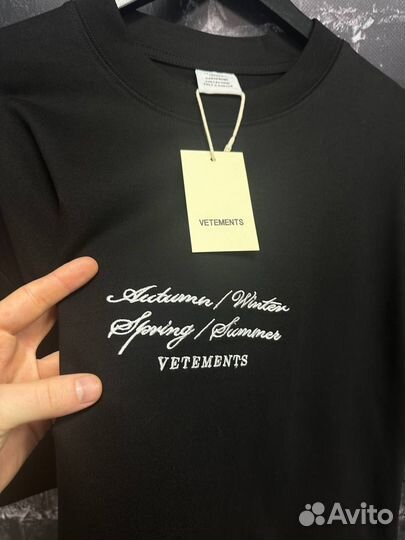 VETEMENTS
Autumn / Winter
Spring / Summer
VETEMENTS
Avito